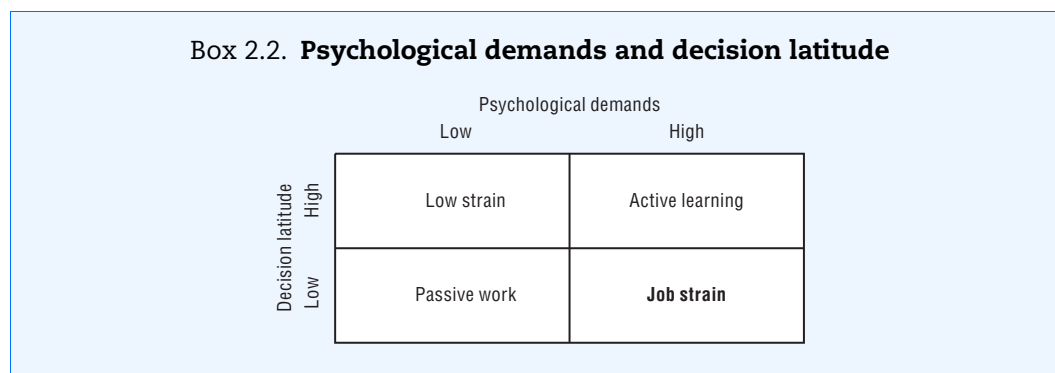 Box 2.2. Psychological demands and decision latitude
Psychological demands
Low High
Decision latitude
High
Low strain Active learning
Low
Passive work Job strain